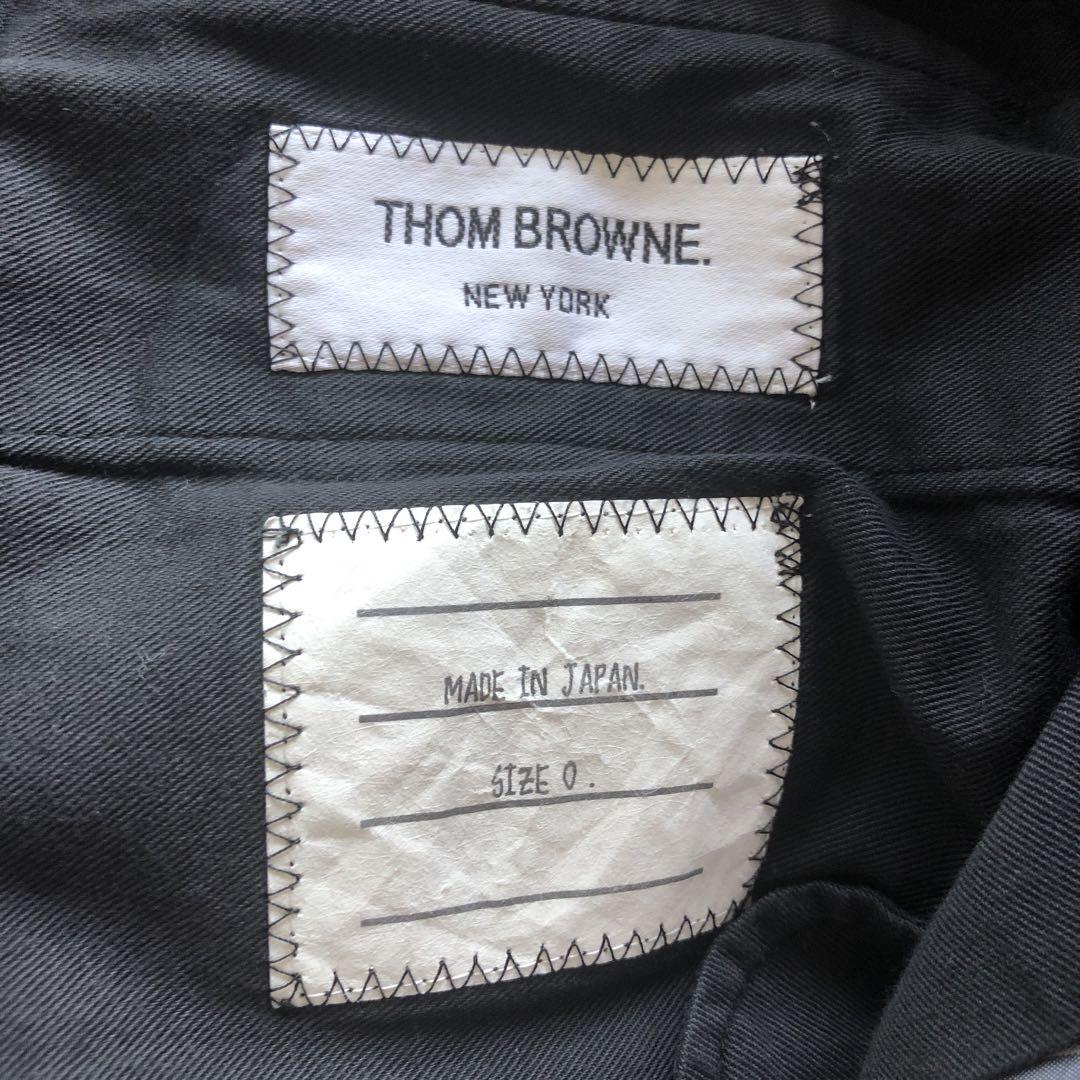 THOM BROWNE.
NEW YORK
MADE IN JAPAN.
SIZE 0.